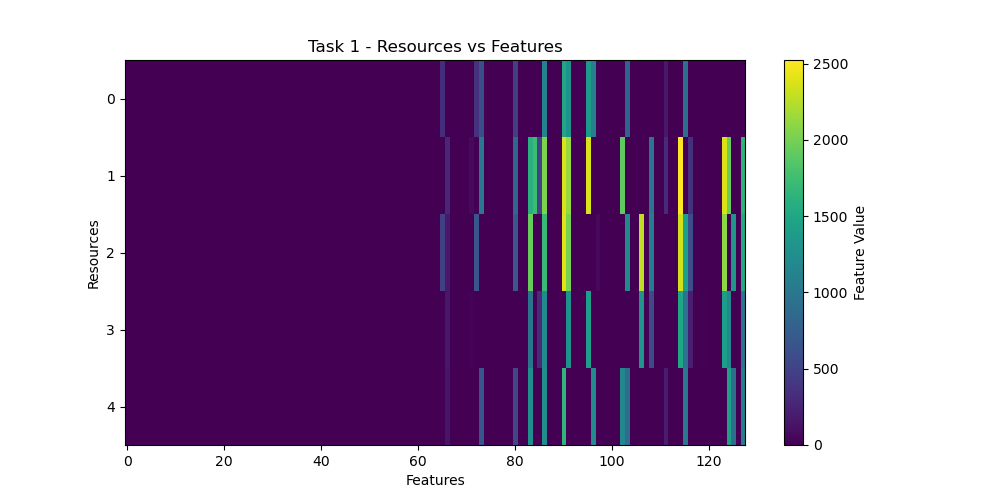 Task 1 - Resources vs Features
Resources
0
1
2
3
4
0 20 40 60 80 100 120
Features
2500
2000
1500
1000
500
0
Feature Value